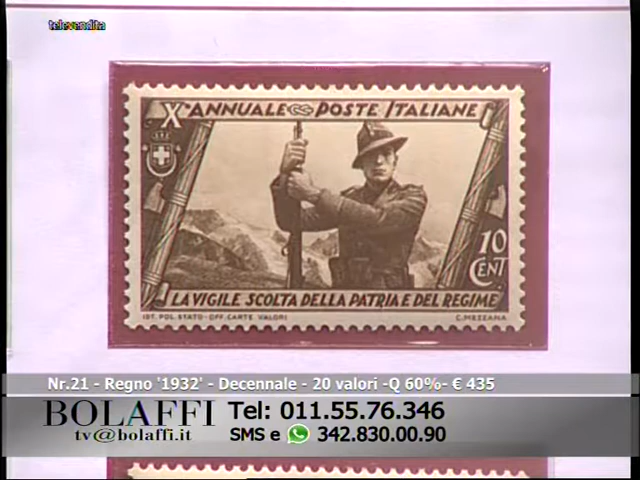 televendita
X° ANNUALE POSTE ITALIANE
10
CENT
LA VIGILE SCOLTA DELLA PATRIA E DEL REGIME
IST. POL. STATO-OFF. CARTE VALORI
C. MEZZANA
Nr.21 - Regno '1932' - Decennale - 20 valori -Q 60%- € 435
BOLAFFI
tv@bolaffi.it
Tel: 011.55.76.346
SMS e 342.830.00.90